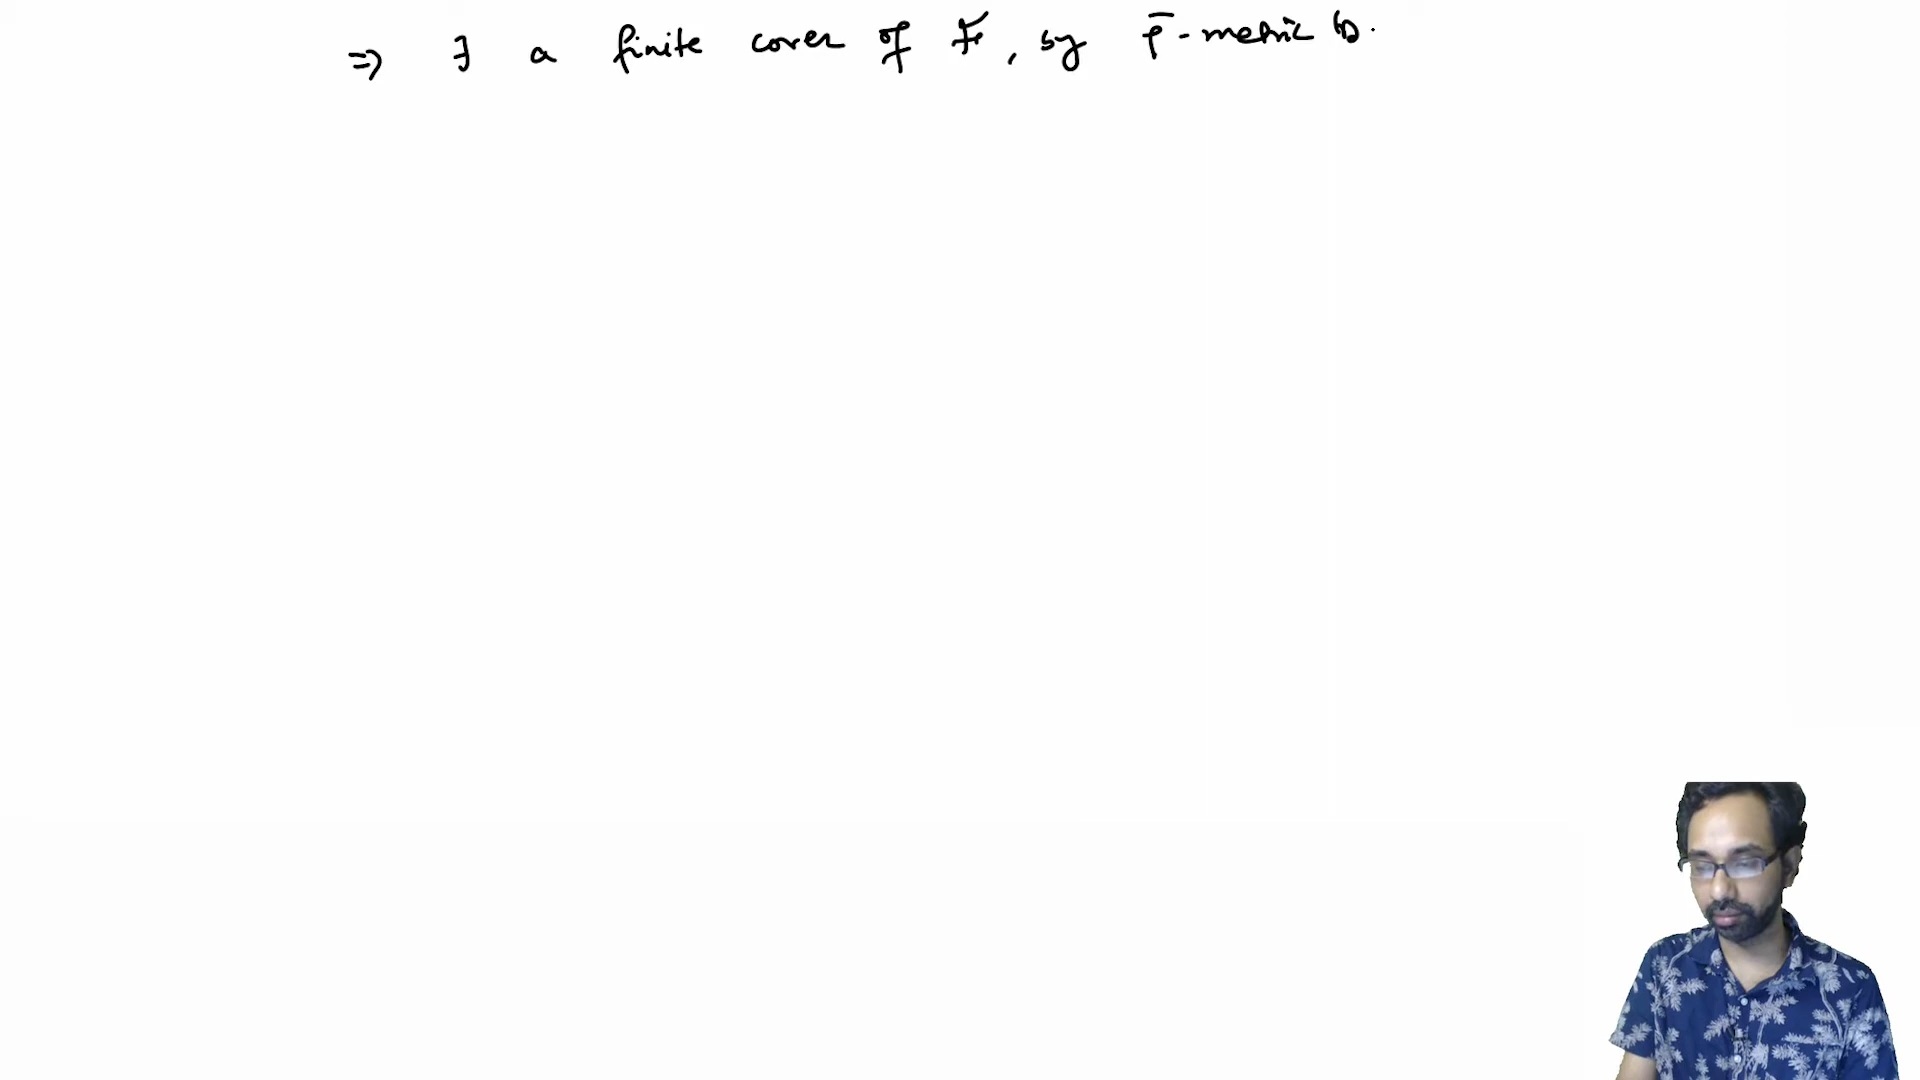 ⇒ ∃ a finite cover of 𝓕, by ρ̄-metric b.